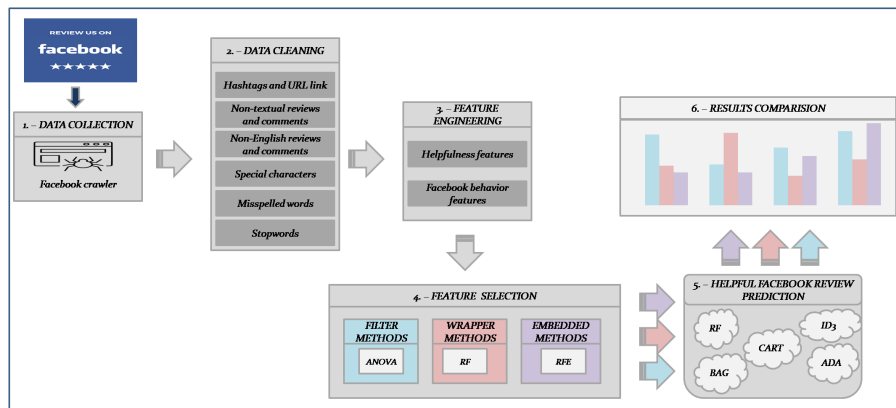 REVIEW US ON
facebook
1. – DATA COLLECTION
Facebook crawler
2. – DATA CLEANING
Hashtags and URL link
Non-textual reviews
and comments
Non-English reviews
and comments
Special characters
Misspelled words
Stopwords
3. – FEATURE
ENGINEERING
Helpfulness features
Facebook behavior
features
4. – FEATURE SELECTION
FILTER
METHODS
ANOVA
WRAPPER
METHODS
RF
EMBEDDED
METHODS
RFE
5. – HELPFUL FACEBOOK REVIEW
PREDICTION
RF
ID3
CART
BAG
ADA
6. – RESULTS COMPARISION